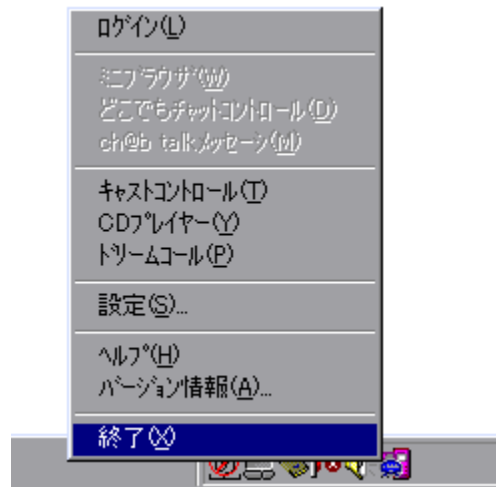 ログイン(L)
ミニブラウザ(W)
どこでもチャットコントロール(D)
ch@b talkメッセージ(M)
キャストコントロール(T)
CDプレイヤー(Y)
ドリームコール(P)
設定(S)...
ヘルプ(H)
バージョン情報(A)...
終了(X)